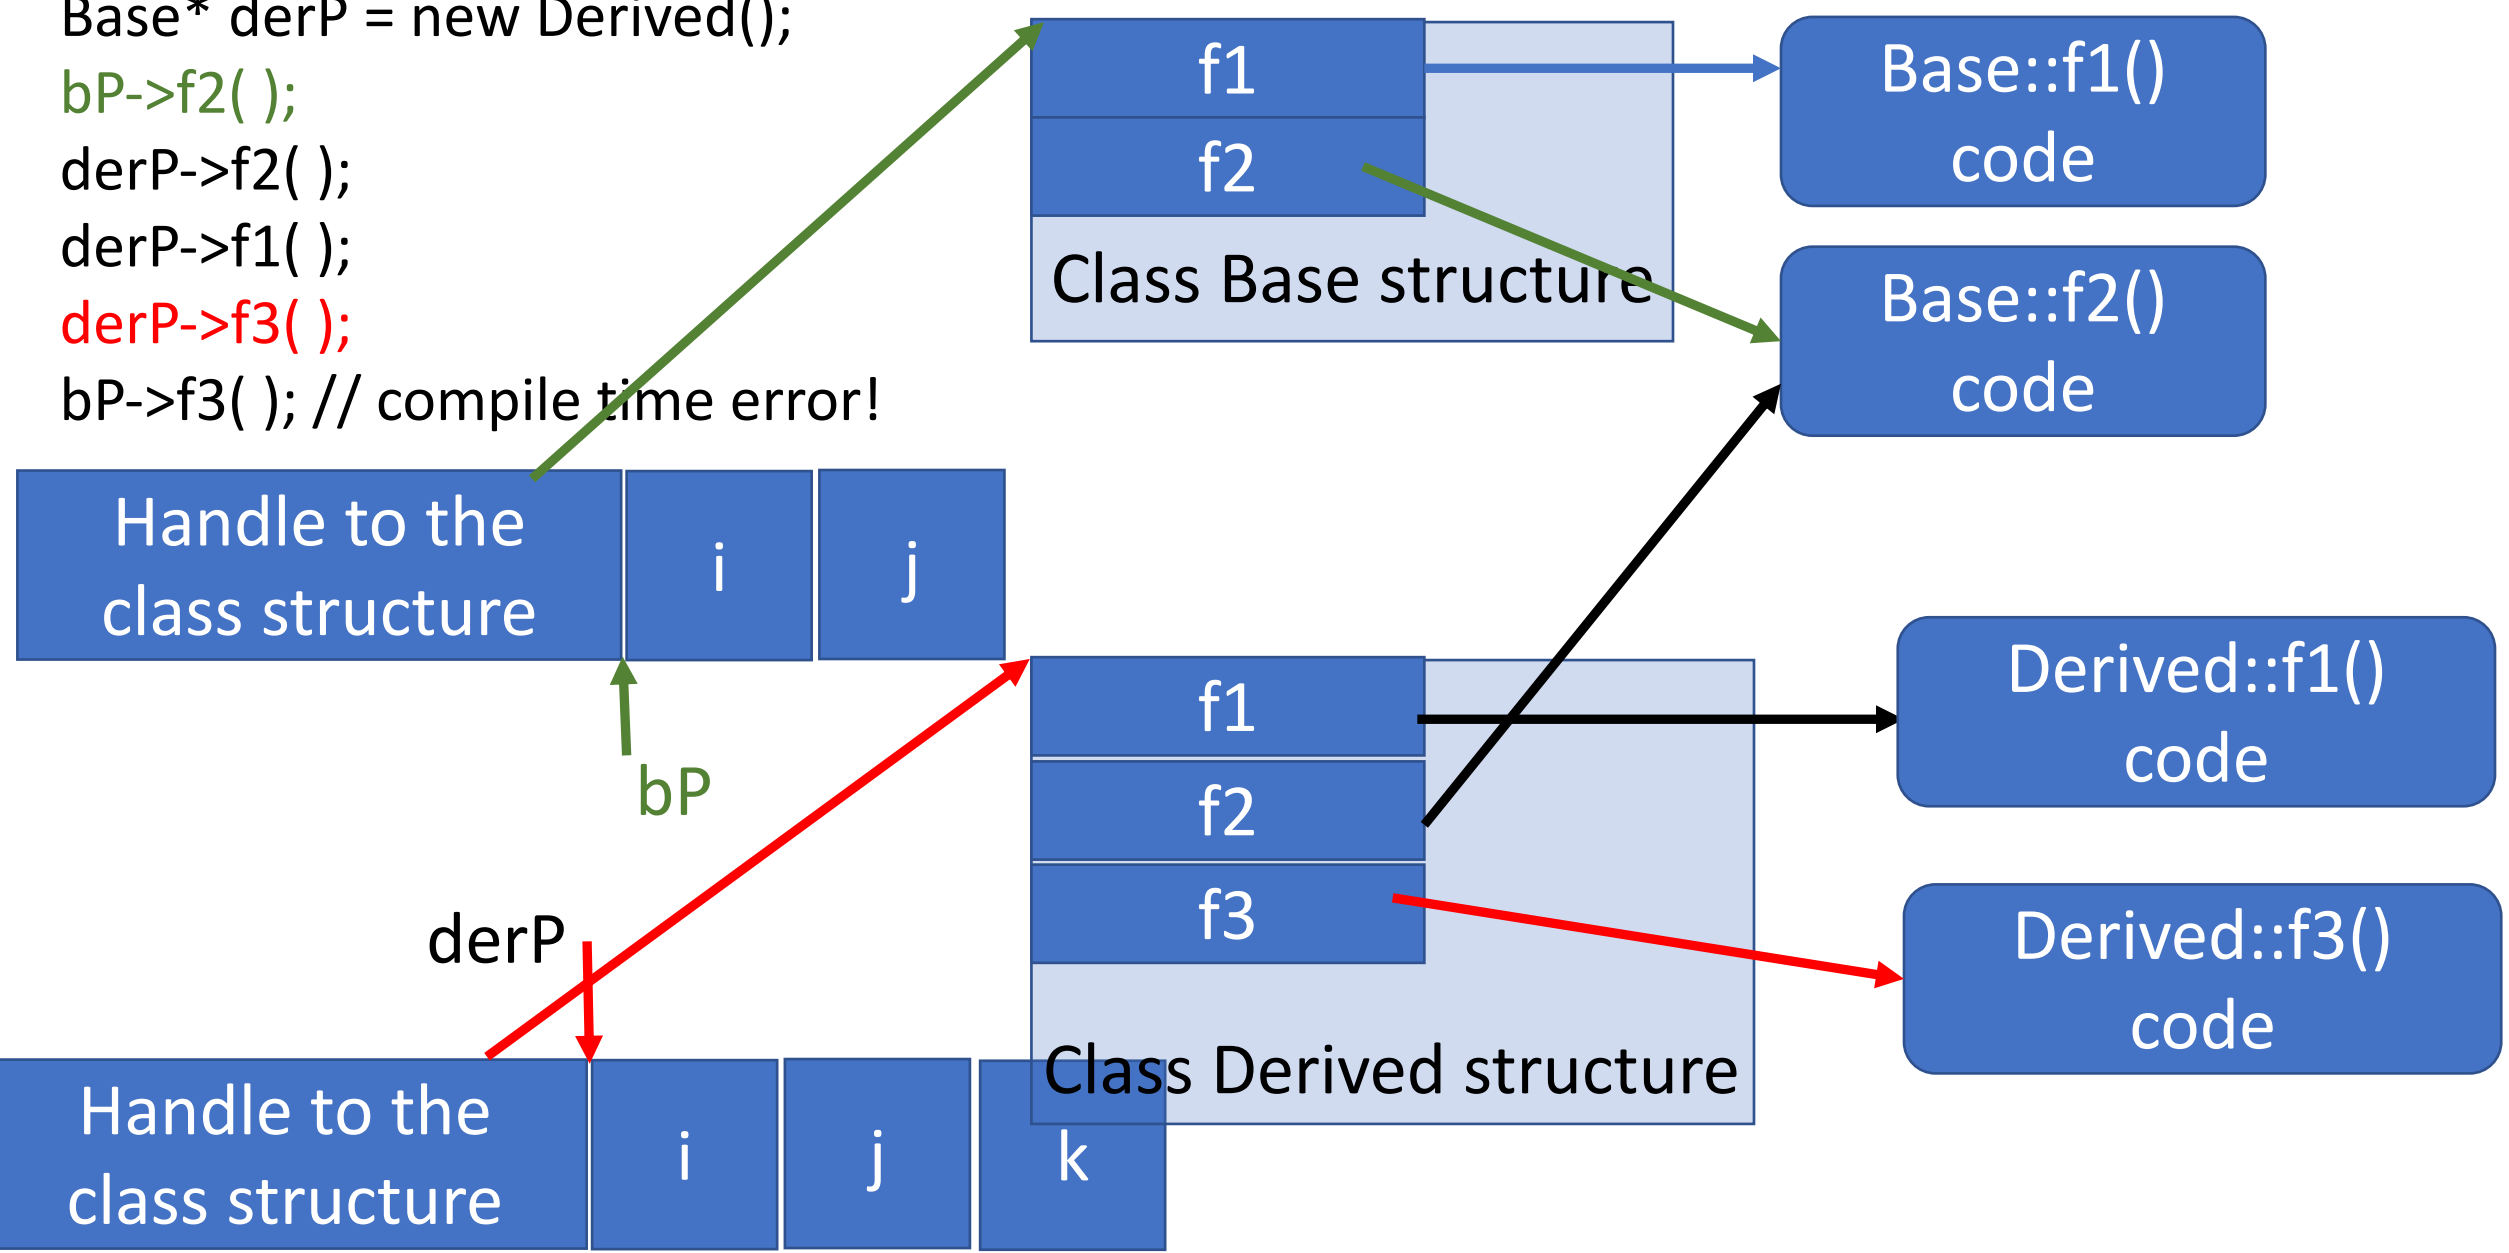 Base* derP = new Derived();
bP->f2( );
derP->f2( );
derP->f1( );
derP->f3( );
bP->f3( ); // compile time error!
f1
f2
Class Base structure
Base::f1()
code
Base::f2()
code
Handle to the
class structure
i
j
bP
derP
f1
f2
f3
Class Derived structure
Derived::f1()
code
Derived::f3()
code
Handle to the
class structure
i
j
k